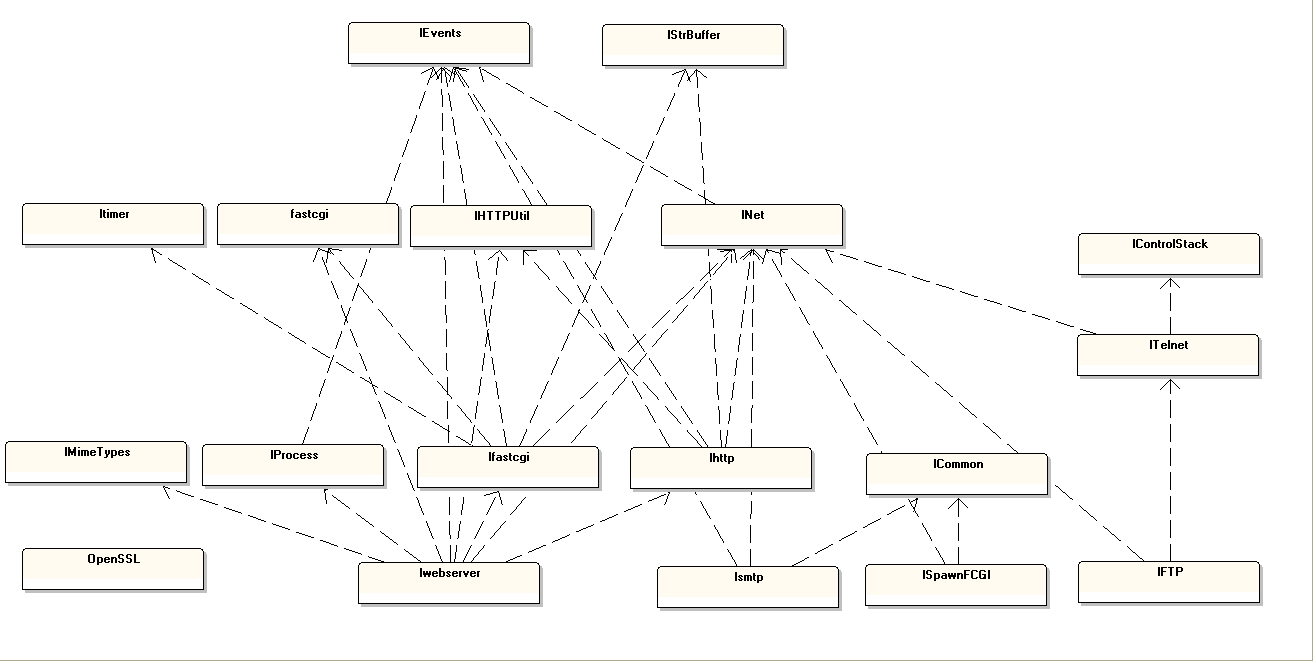 IEvents
IStrBuffer
Itimer
fastcgi
IHTTPUtil
INet
IControlStack
ITelnet
IMimeTypes
IProcess
Ifastcgi
Ihttp
ICommon
OpenSSL
Iwebserver
Ismtp
ISpawnFCGI
IFTP